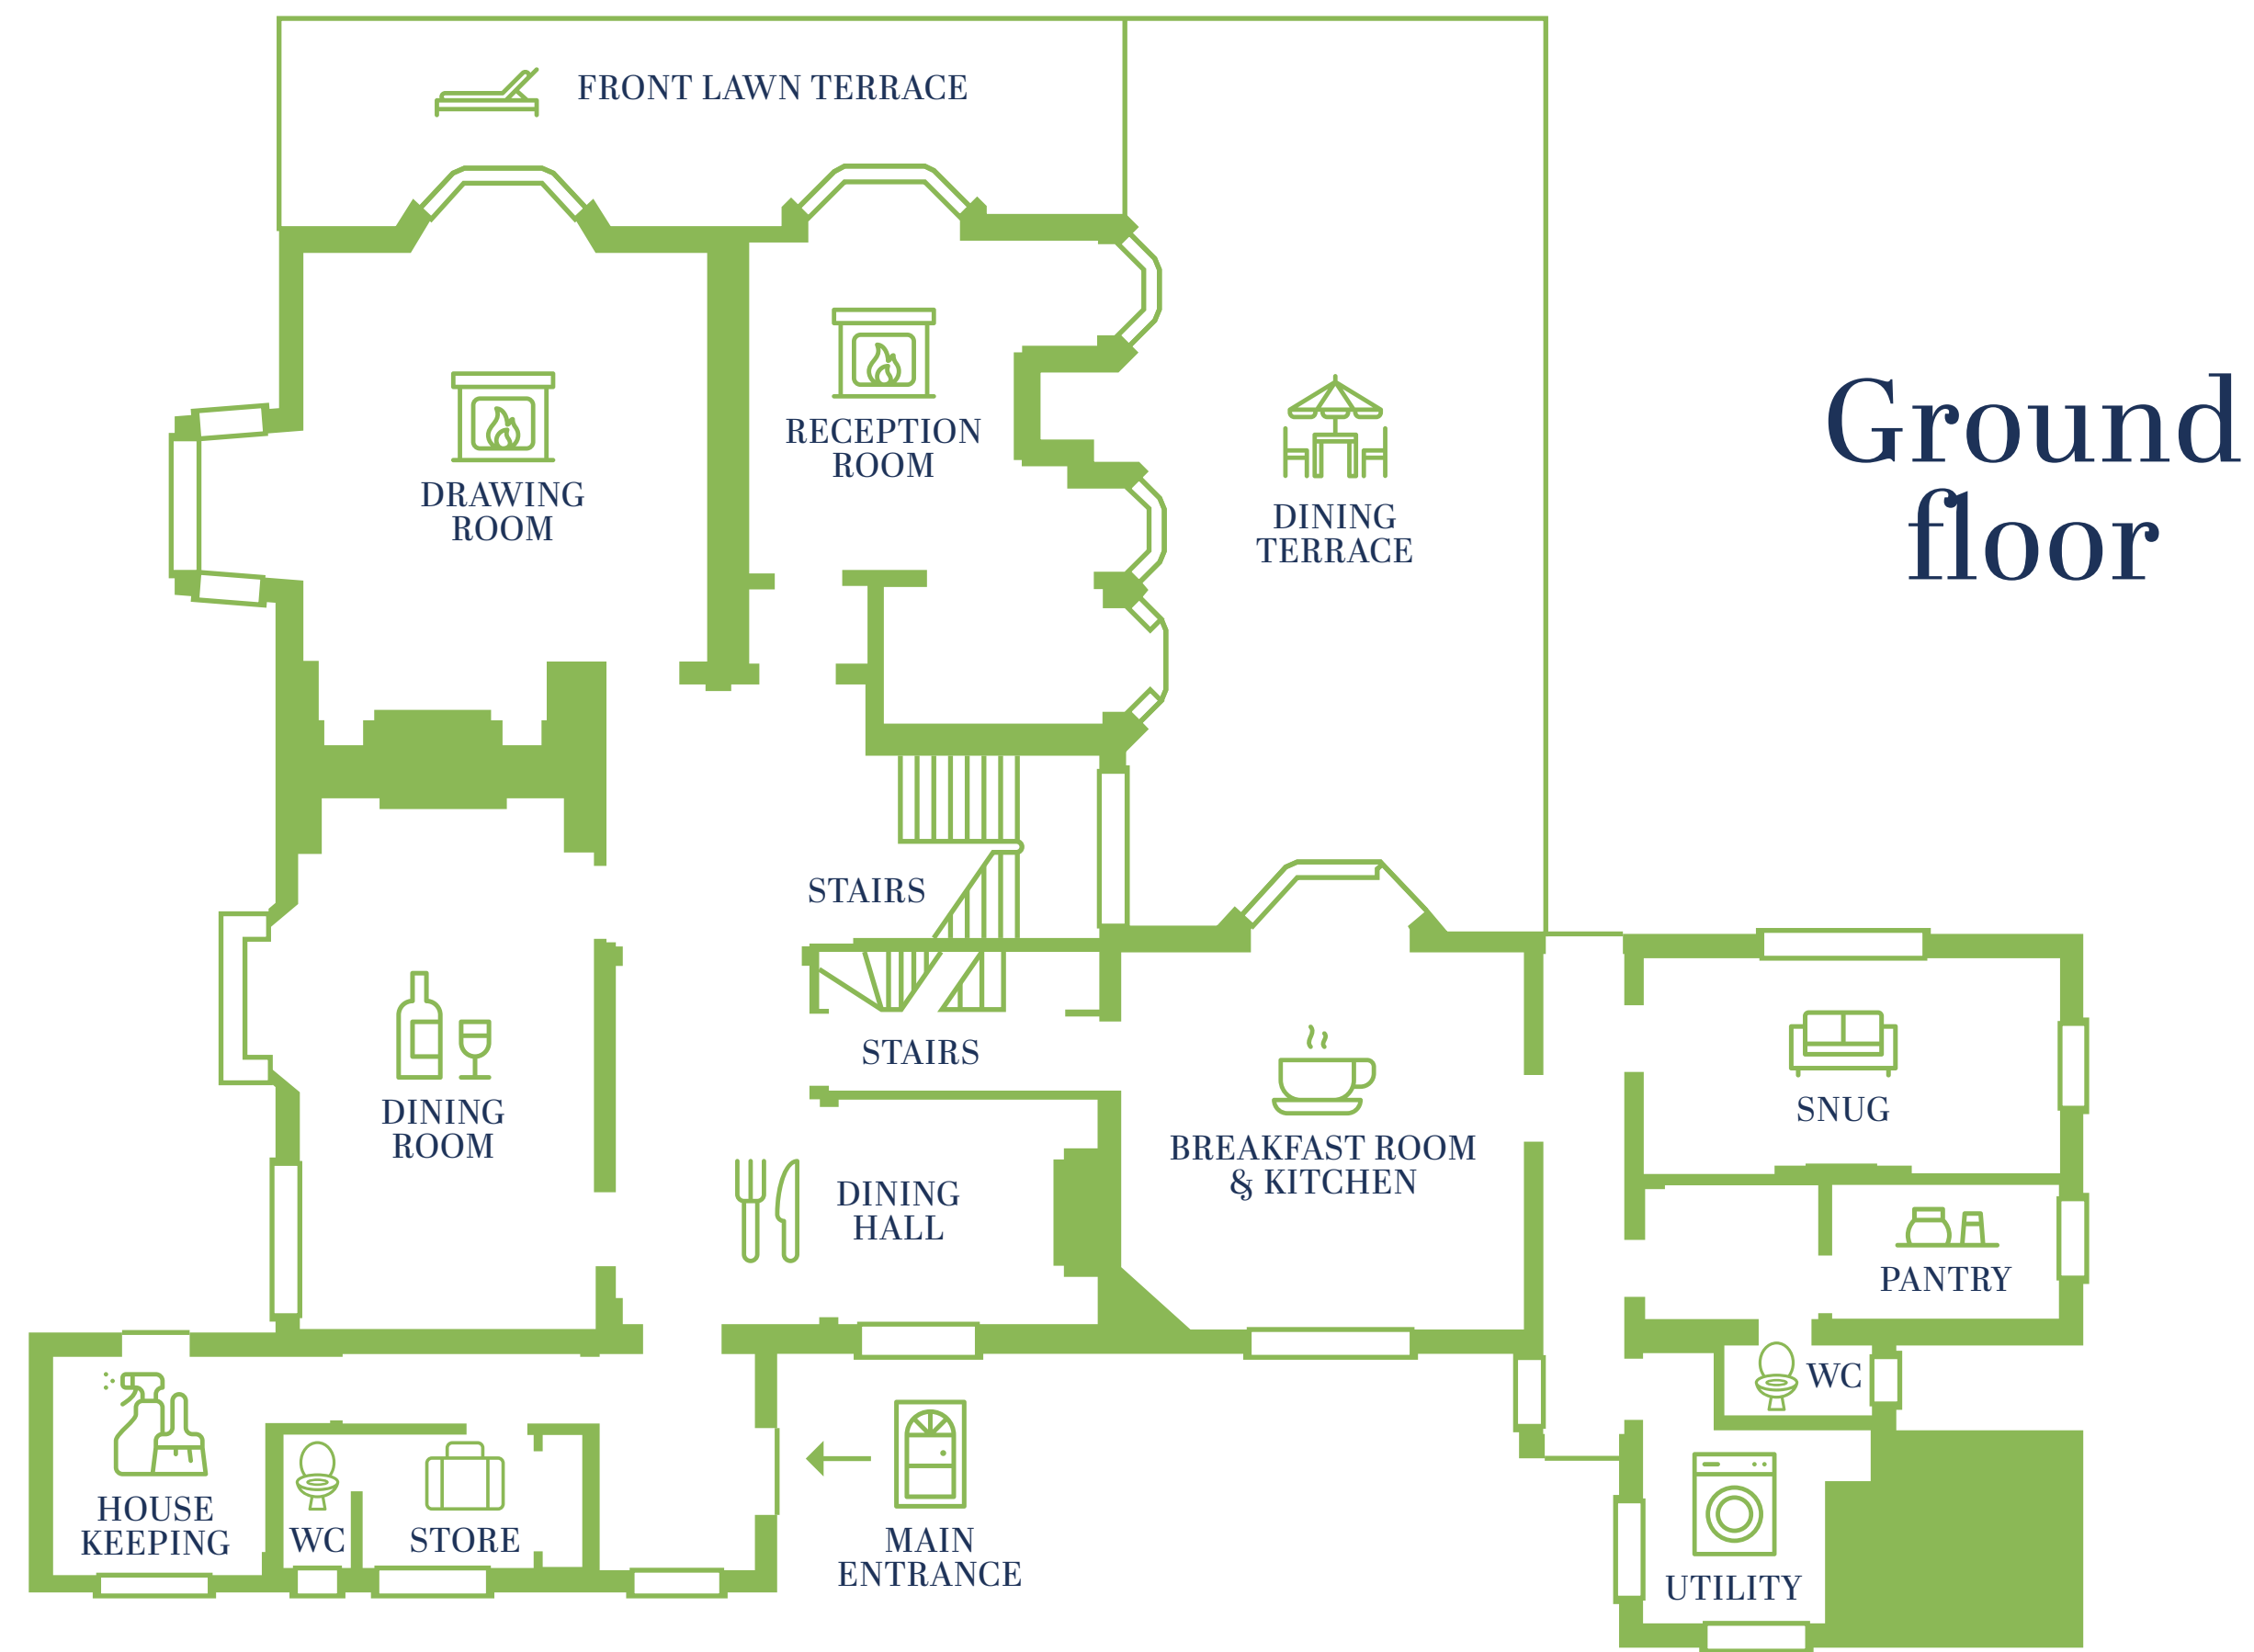 FRONT LAWN TERRACE
Ground
floor
RECEPTION
ROOM
DRAWING
ROOM
DINING
TERRACE
STAIRS
STAIRS
DINING
ROOM
BREAKFAST ROOM
& KITCHEN
SNUG
DINING
HALL
PANTRY
WC
HOUSE
KEEPING
WC
STORE
MAIN
ENTRANCE
UTILITY